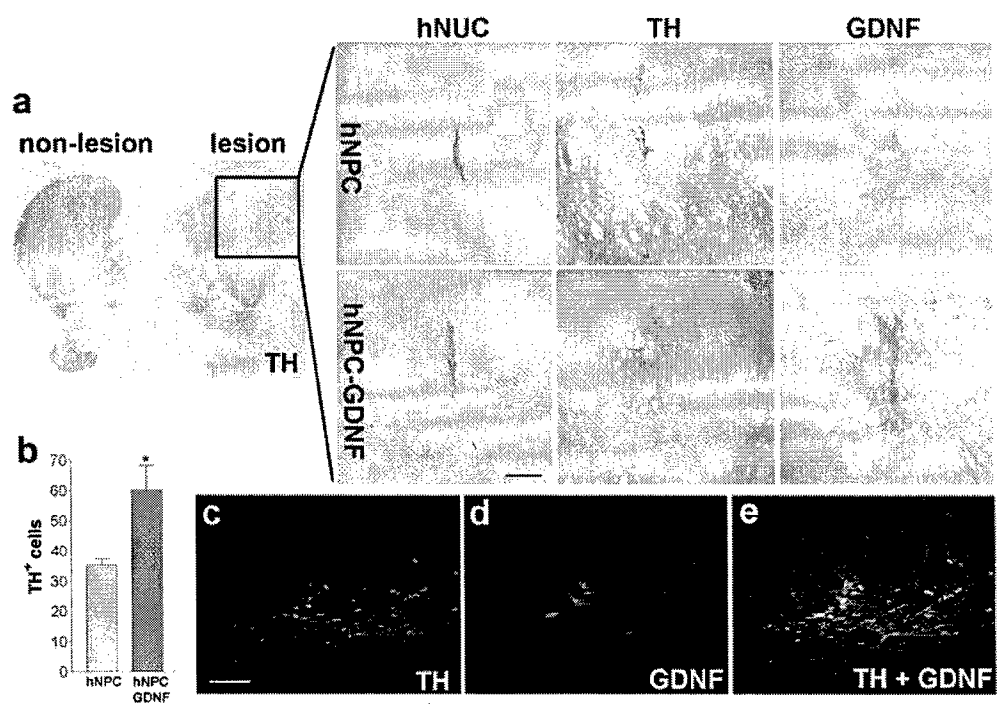 hNUC TH GDNF
a
non-lesion lesion
hNPC
hNPC-GDNF
TH
b
70
60
50
40
30
20
10
0
TH+ cells
*
hNPC
hNPC
GDNF
c
TH
d
GDNF
e
TH + GDNF